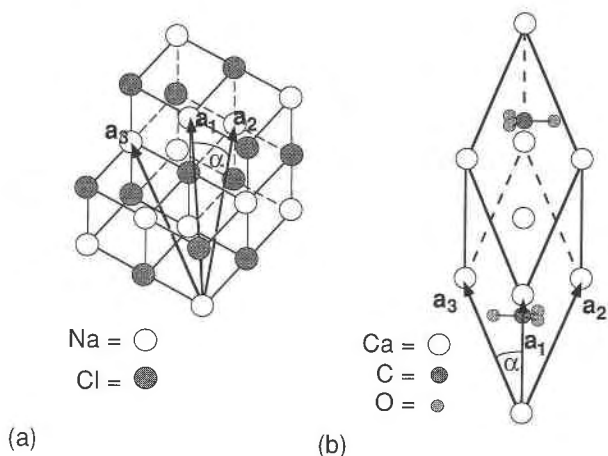 a₃
a₁
a₂
α
Na =
Cl =
(a)
a₃
a₁
a₂
α
Ca =
C =
O =
(b)